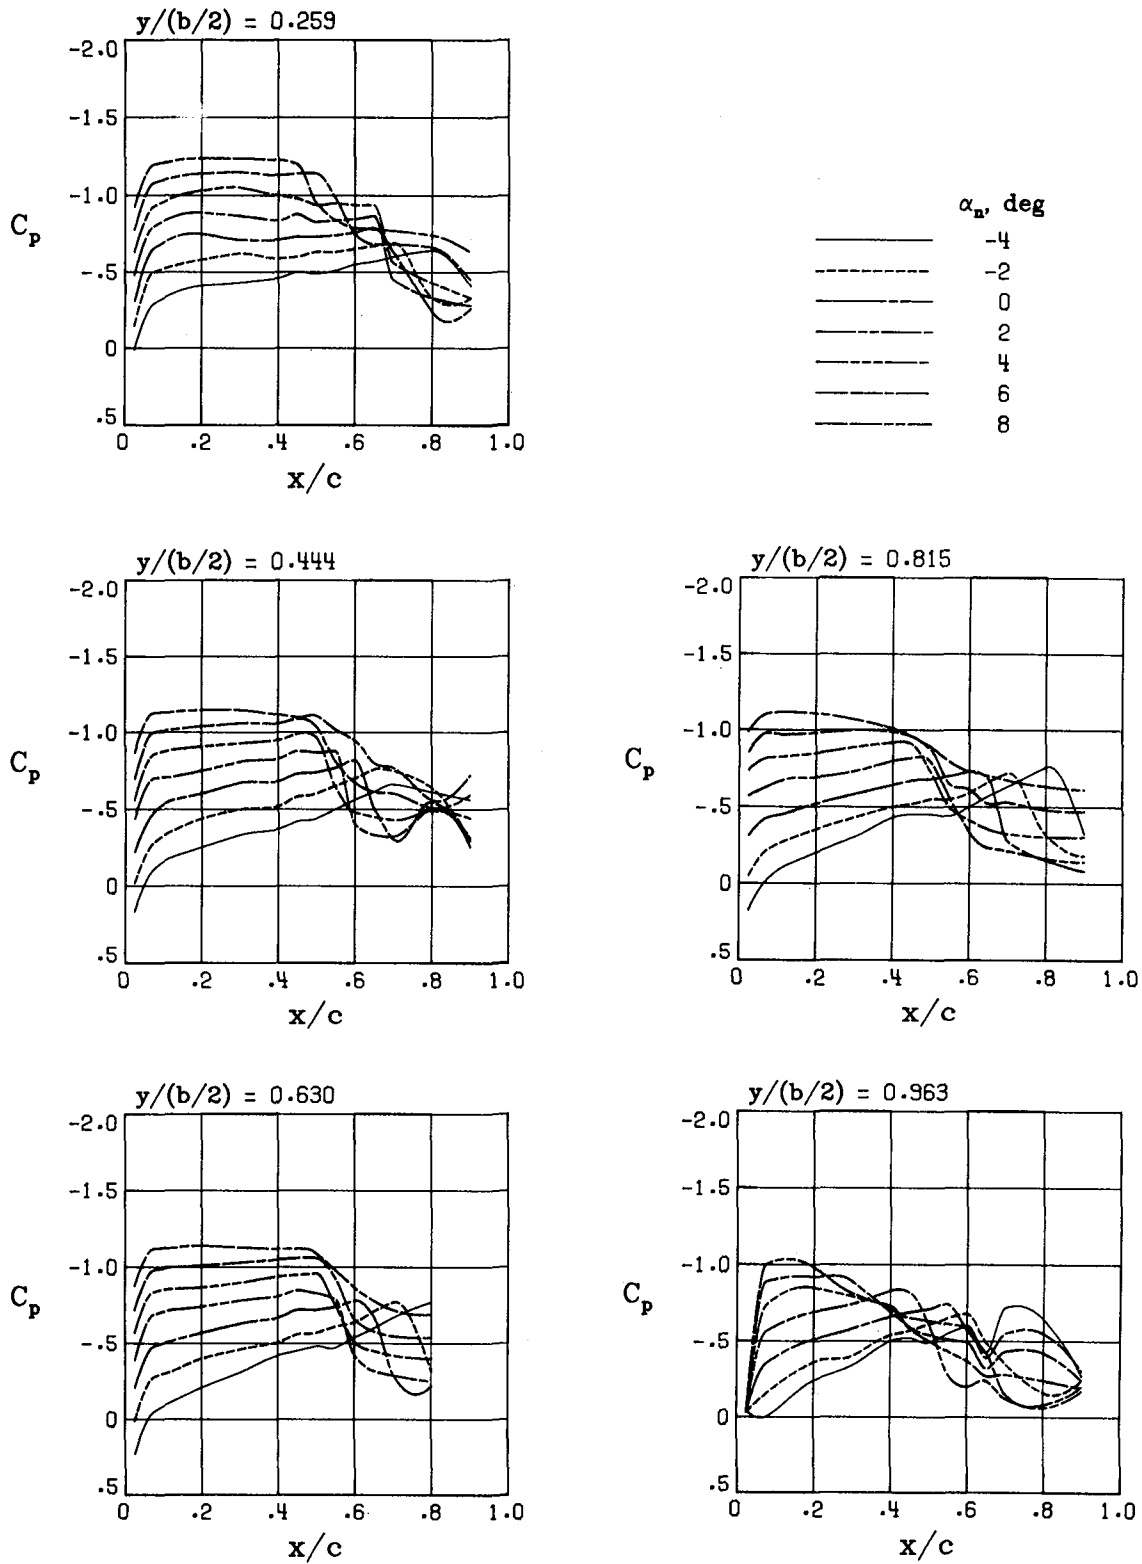 y/(b/2) = 0.259
-2.0
-1.5
-1.0
-.5
0
.5
C_p
0 .2 .4 .6 .8 1.0
x/c
α_n, deg
-4
-2
0
2
4
6
8
y/(b/2) = 0.444
-2.0
-1.5
-1.0
-.5
0
.5
C_p
0 .2 .4 .6 .8 1.0
x/c
y/(b/2) = 0.815
-2.0
-1.5
-1.0
-.5
0
.5
C_p
0 .2 .4 .6 .8 1.0
x/c
y/(b/2) = 0.630
-2.0
-1.5
-1.0
-.5
0
.5
C_p
0 .2 .4 .6 .8 1.0
x/c
y/(b/2) = 0.963
-2.0
-1.5
-1.0
-.5
0
.5
C_p
0 .2 .4 .6 .8 1.0
x/c